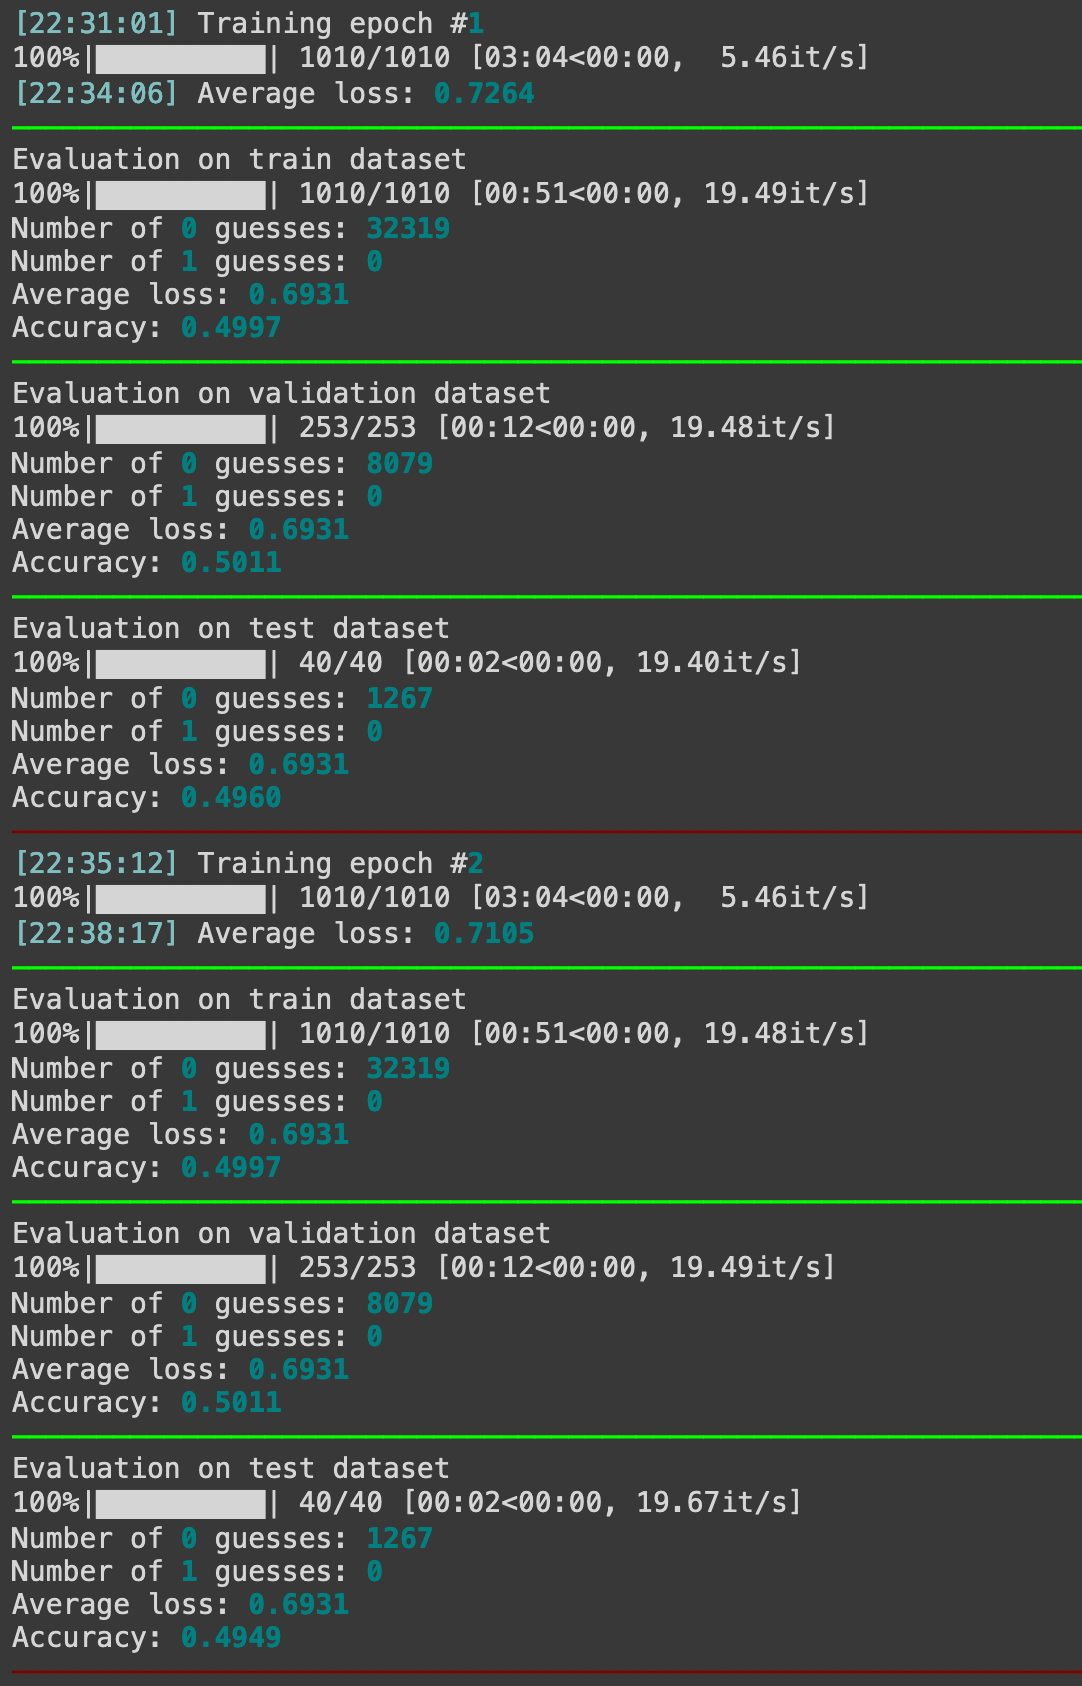 [22:31:01] Training epoch #1
100%|██████████| 1010/1010 [03:04<00:00,  5.46it/s]
[22:34:06] Average loss: 0.7264
Evaluation on train dataset
100%|██████████| 1010/1010 [00:51<00:00, 19.49it/s]
Number of 0 guesses: 32319
Number of 1 guesses: 0
Average loss: 0.6931
Accuracy: 0.4997
Evaluation on validation dataset
100%|██████████| 253/253 [00:12<00:00, 19.48it/s]
Number of 0 guesses: 8079
Number of 1 guesses: 0
Average loss: 0.6931
Accuracy: 0.5011
Evaluation on test dataset
100%|██████████| 40/40 [00:02<00:00, 19.40it/s]
Number of 0 guesses: 1267
Number of 1 guesses: 0
Average loss: 0.6931
Accuracy: 0.4960
[22:35:12] Training epoch #2
100%|██████████| 1010/1010 [03:04<00:00,  5.46it/s]
[22:38:17] Average loss: 0.7105
Evaluation on train dataset
100%|██████████| 1010/1010 [00:51<00:00, 19.48it/s]
Number of 0 guesses: 32319
Number of 1 guesses: 0
Average loss: 0.6931
Accuracy: 0.4997
Evaluation on validation dataset
100%|██████████| 253/253 [00:12<00:00, 19.49it/s]
Number of 0 guesses: 8079
Number of 1 guesses: 0
Average loss: 0.6931
Accuracy: 0.5011
Evaluation on test dataset
100%|██████████| 40/40 [00:02<00:00, 19.67it/s]
Number of 0 guesses: 1267
Number of 1 guesses: 0
Average loss: 0.6931
Accuracy: 0.4949